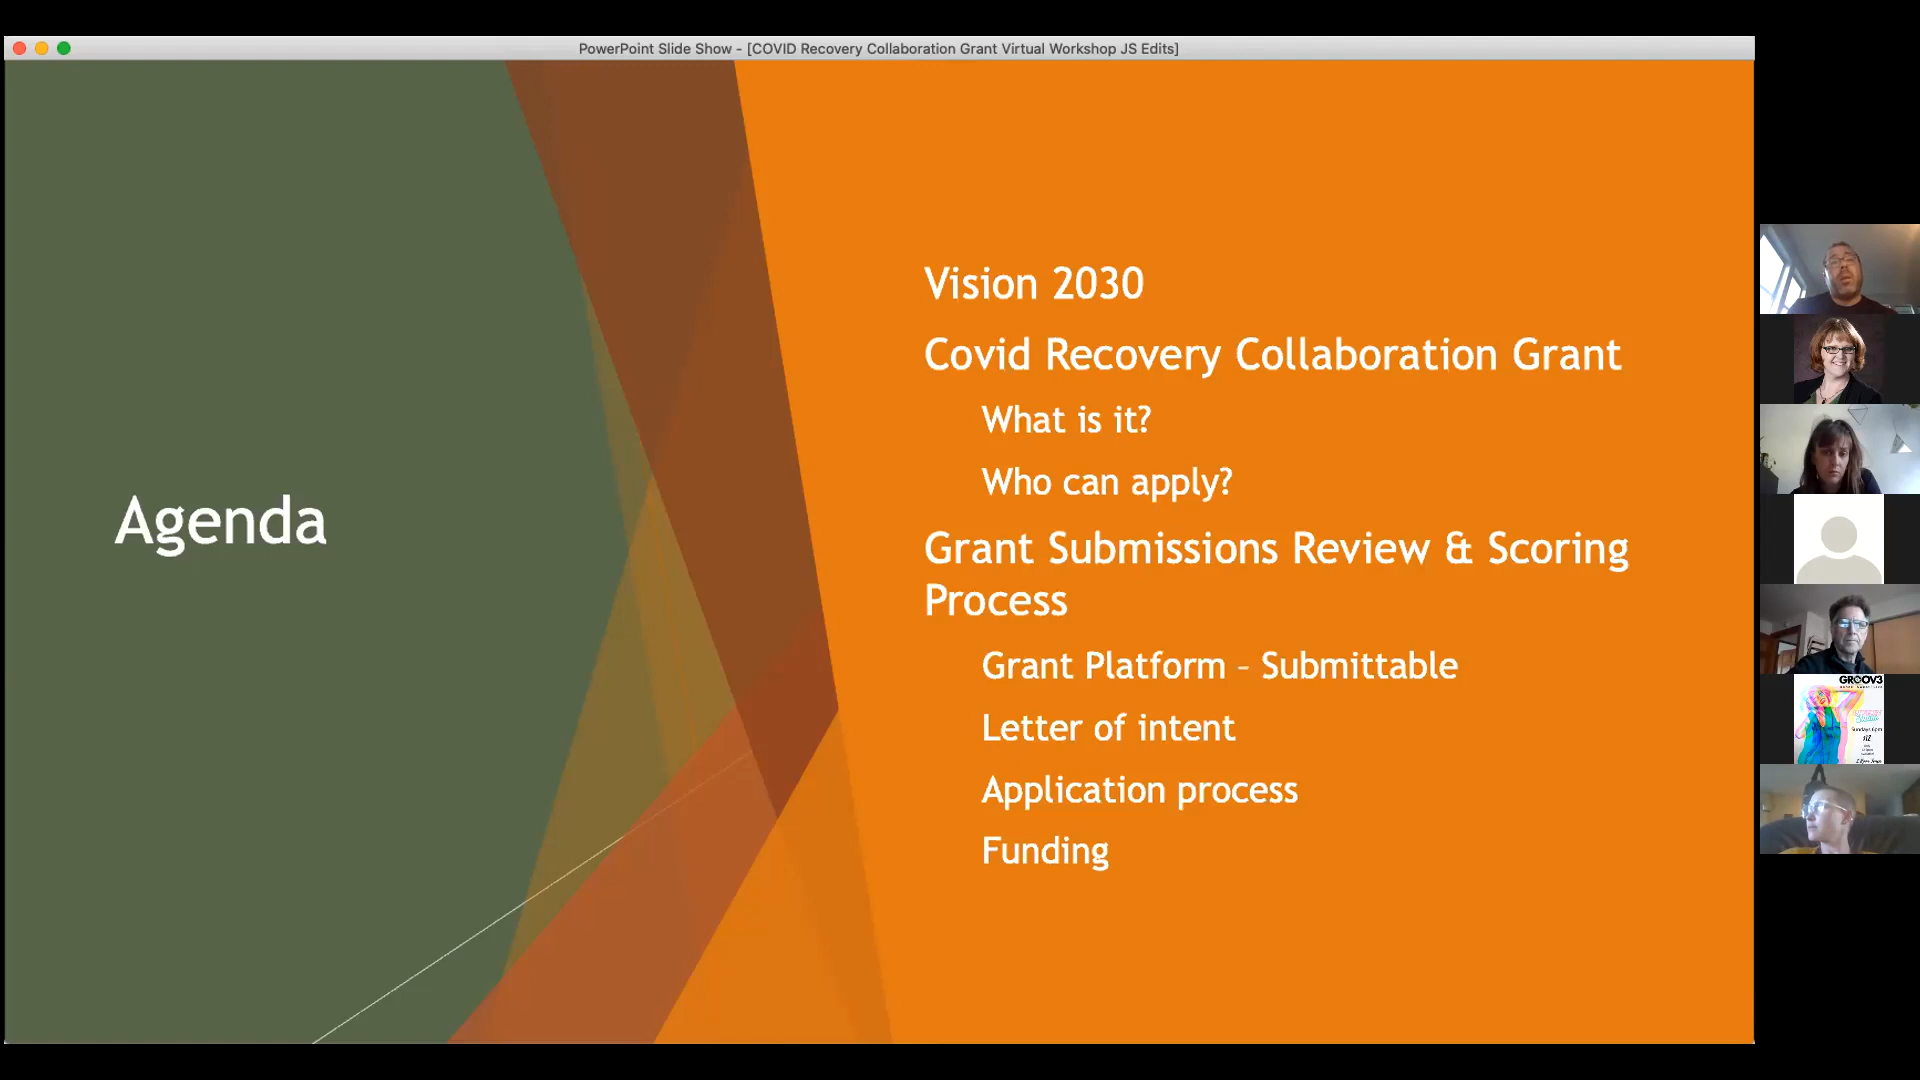 PowerPoint Slide Show - [COVID Recovery Collaboration Grant Virtual Workshop JS Edits]
Agenda
Vision 2030
Covid Recovery Collaboration Grant
What is it?
Who can apply?
Grant Submissions Review & Scoring
Process
Grant Platform – Submittable
Letter of intent
Application process
Funding
GROOV3
Sundays 6pm